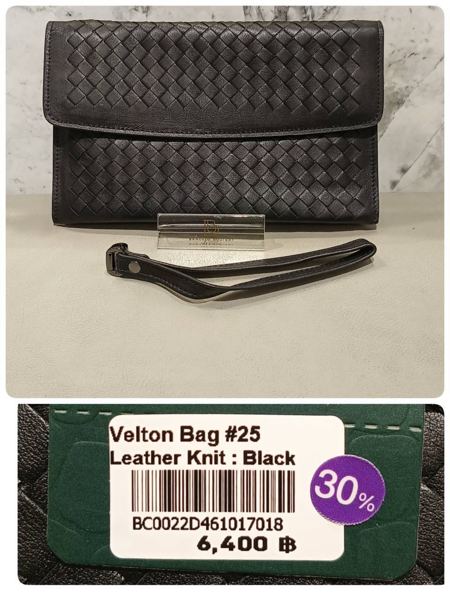 Velton Bag #25
Leather Knit : Black
30%
BC0022D461017018
6,400 ฿